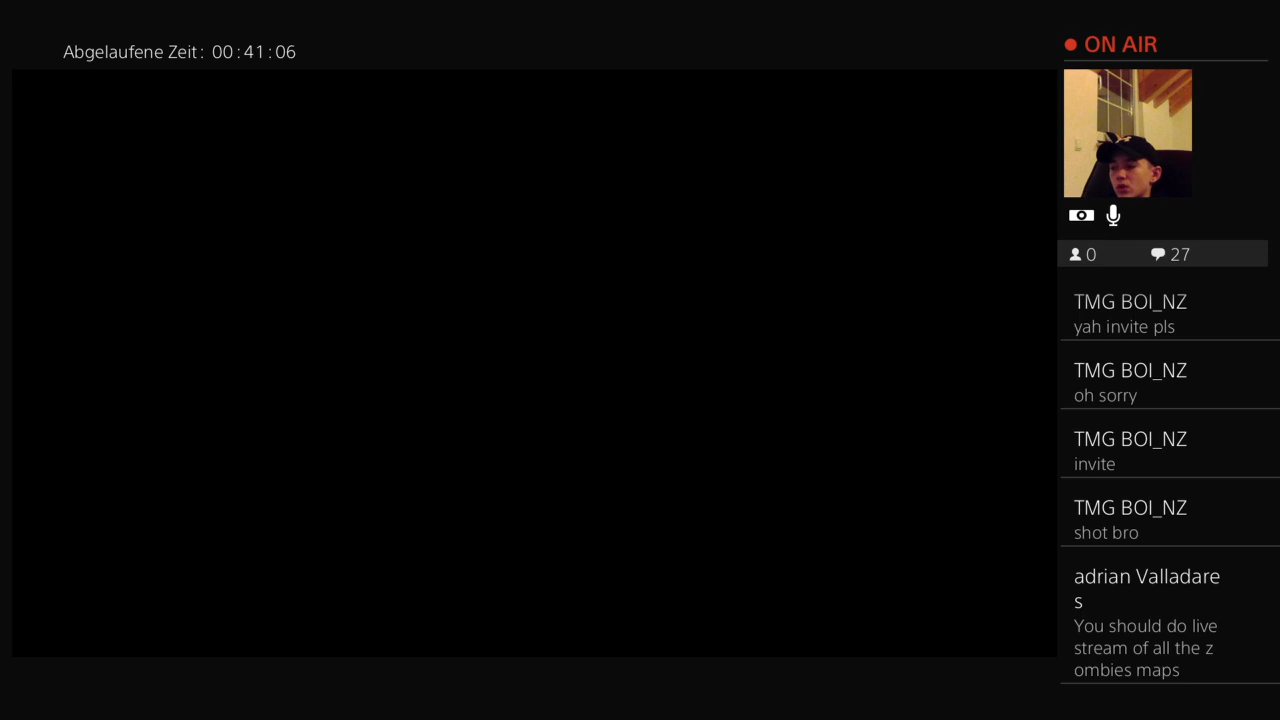 Abgelaufene Zeit: 00:41:06
ON AIR
0 27
TMG BOI_NZ
yah invite pls
TMG BOI_NZ
oh sorry
TMG BOI_NZ
invite
TMG BOI_NZ
shot bro
adrian Valladare
s
You should do live
stream of all the z
ombies maps